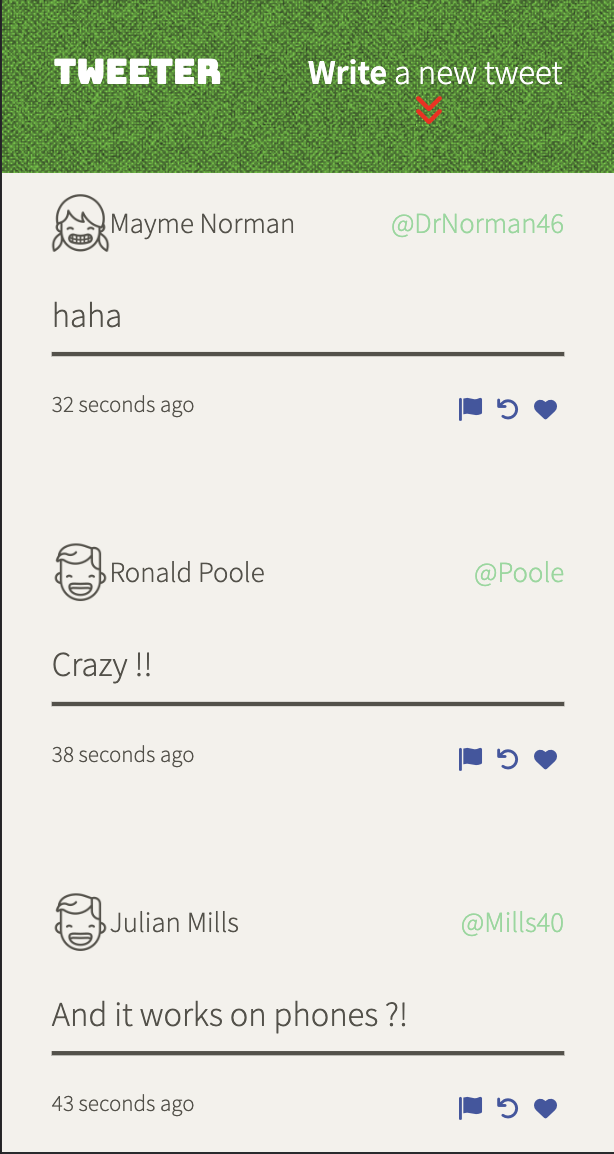 TWEETER
Write a new tweet
Mayme Norman @DrNorman46
haha
32 seconds ago
Ronald Poole @Poole
Crazy !!
38 seconds ago
Julian Mills @Mills40
And it works on phones ?!
43 seconds ago